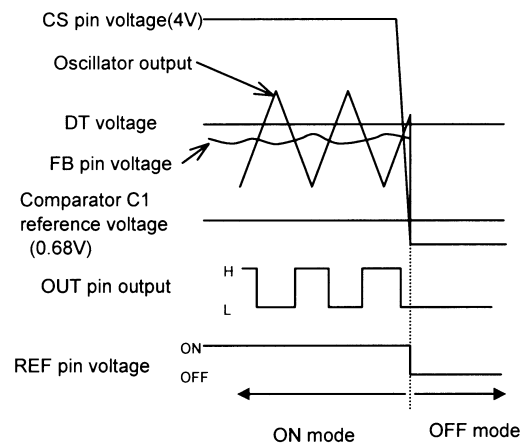 CS pin voltage(4V)
Oscillator output
DT voltage
FB pin voltage
Comparator C1
reference voltage
(0.68V)
H
OUT pin output
L
ON
REF pin voltage
OFF
ON mode
OFF mode